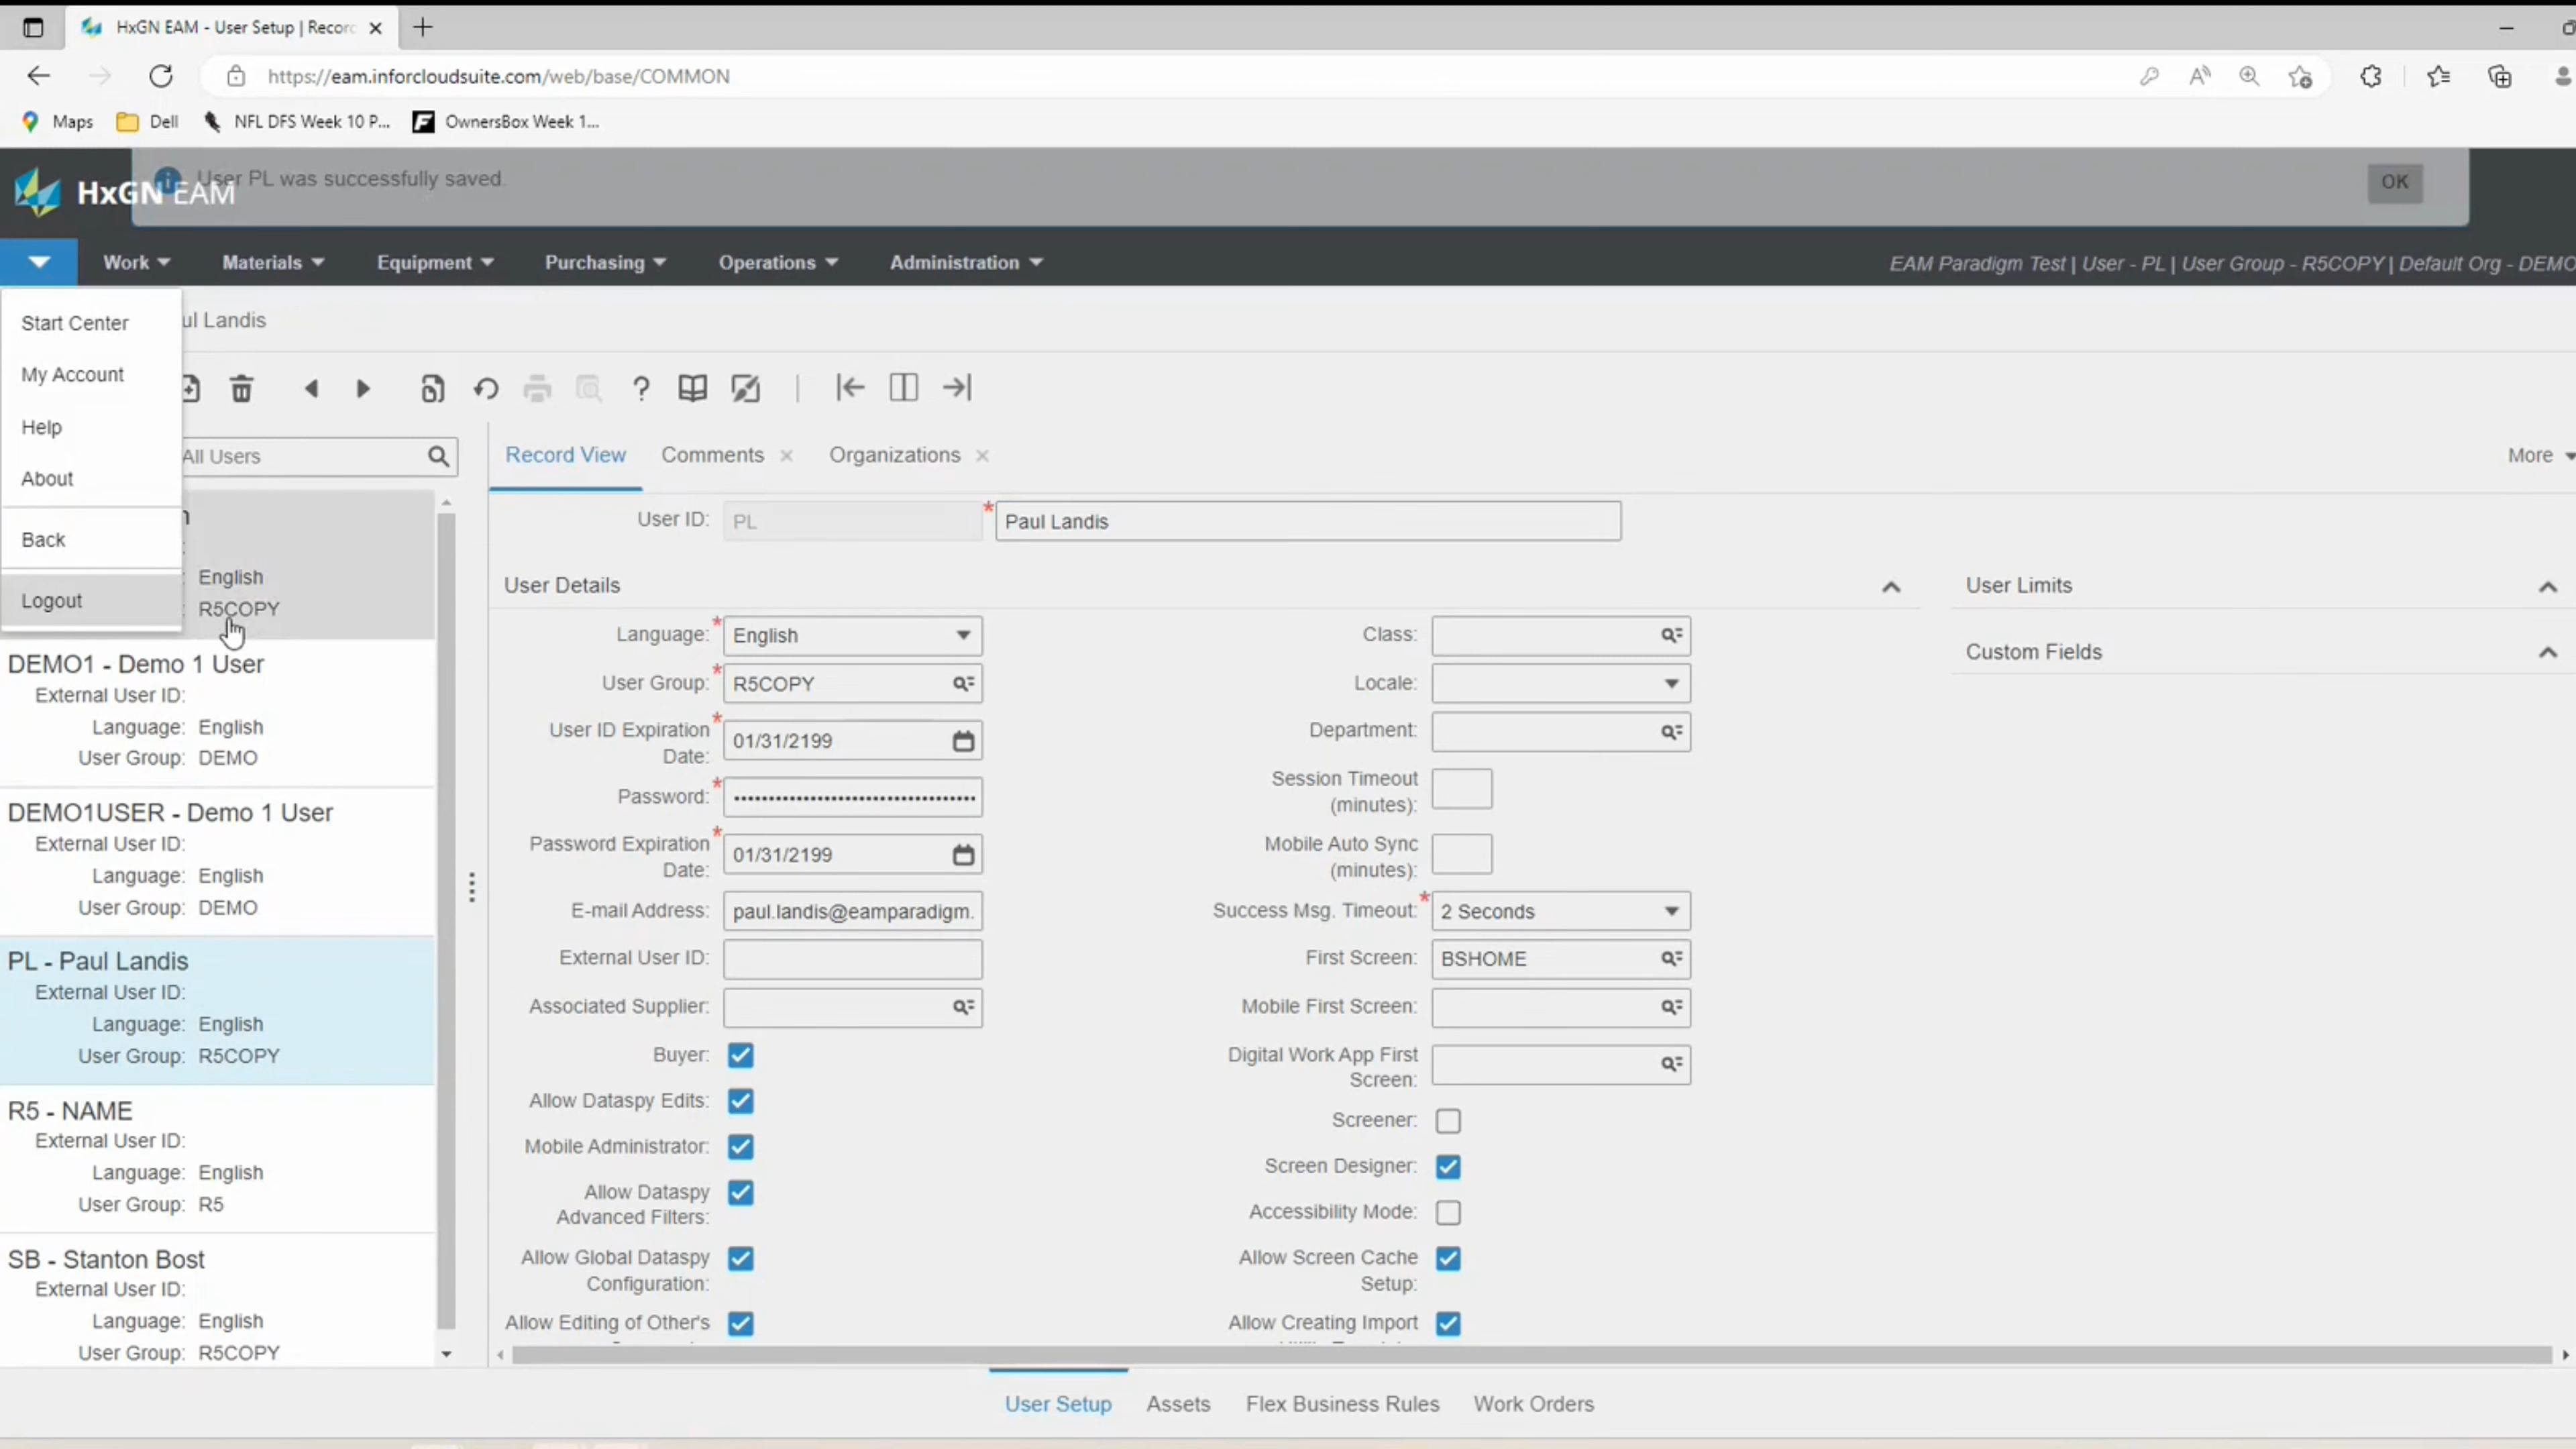 HxGN EAM - User Setup | Recor
https://eam.inforcloudsuite.com/web/base/COMMON
Maps
Dell
NFL DFS Week 10 P...
OwnersBox Week 1...
HxGN EAM
User PL was successfully saved.
OK
Work
Materials
Equipment
Purchasing
Operations
Administration
EAM Paradigm Test | User - PL | User Group - R5COPY | Default Org - DEMO
Start Center
My Account
Help
About
Back
Logout
ul Landis
All Users
English
R5COPY
DEMO1 - Demo 1 User
External User ID:
Language: English
User Group: DEMO
DEMO1USER - Demo 1 User
External User ID:
Language: English
User Group: DEMO
PL - Paul Landis
External User ID:
Language: English
User Group: R5COPY
R5 - NAME
External User ID:
Language: English
User Group: R5
SB - Stanton Bost
External User ID:
Language: English
User Group: R5COPY
Record View
Comments
Organizations
More
User ID: PL * Paul Landis
User Details
Language: * English
User Group: * R5COPY
User ID Expiration
Date: * 01/31/2199
Password: * ••••••••••••••••••••••••••••••••••
Password Expiration
Date: * 01/31/2199
E-mail Address: paul.landis@eamparadigm.
External User ID:
Associated Supplier:
Buyer:
Allow Dataspy Edits:
Mobile Administrator:
Allow Dataspy
Advanced Filters:
Allow Global Dataspy
Configuration:
Allow Editing of Other's
Class:
Locale:
Department:
Session Timeout
(minutes):
Mobile Auto Sync
(minutes):
Success Msg. Timeout: * 2 Seconds
First Screen: BSHOME
Mobile First Screen:
Digital Work App First
Screen:
Screener:
Screen Designer:
Accessibility Mode:
Allow Screen Cache
Setup:
Allow Creating Import
User Limits
Custom Fields
User Setup
Assets
Flex Business Rules
Work Orders